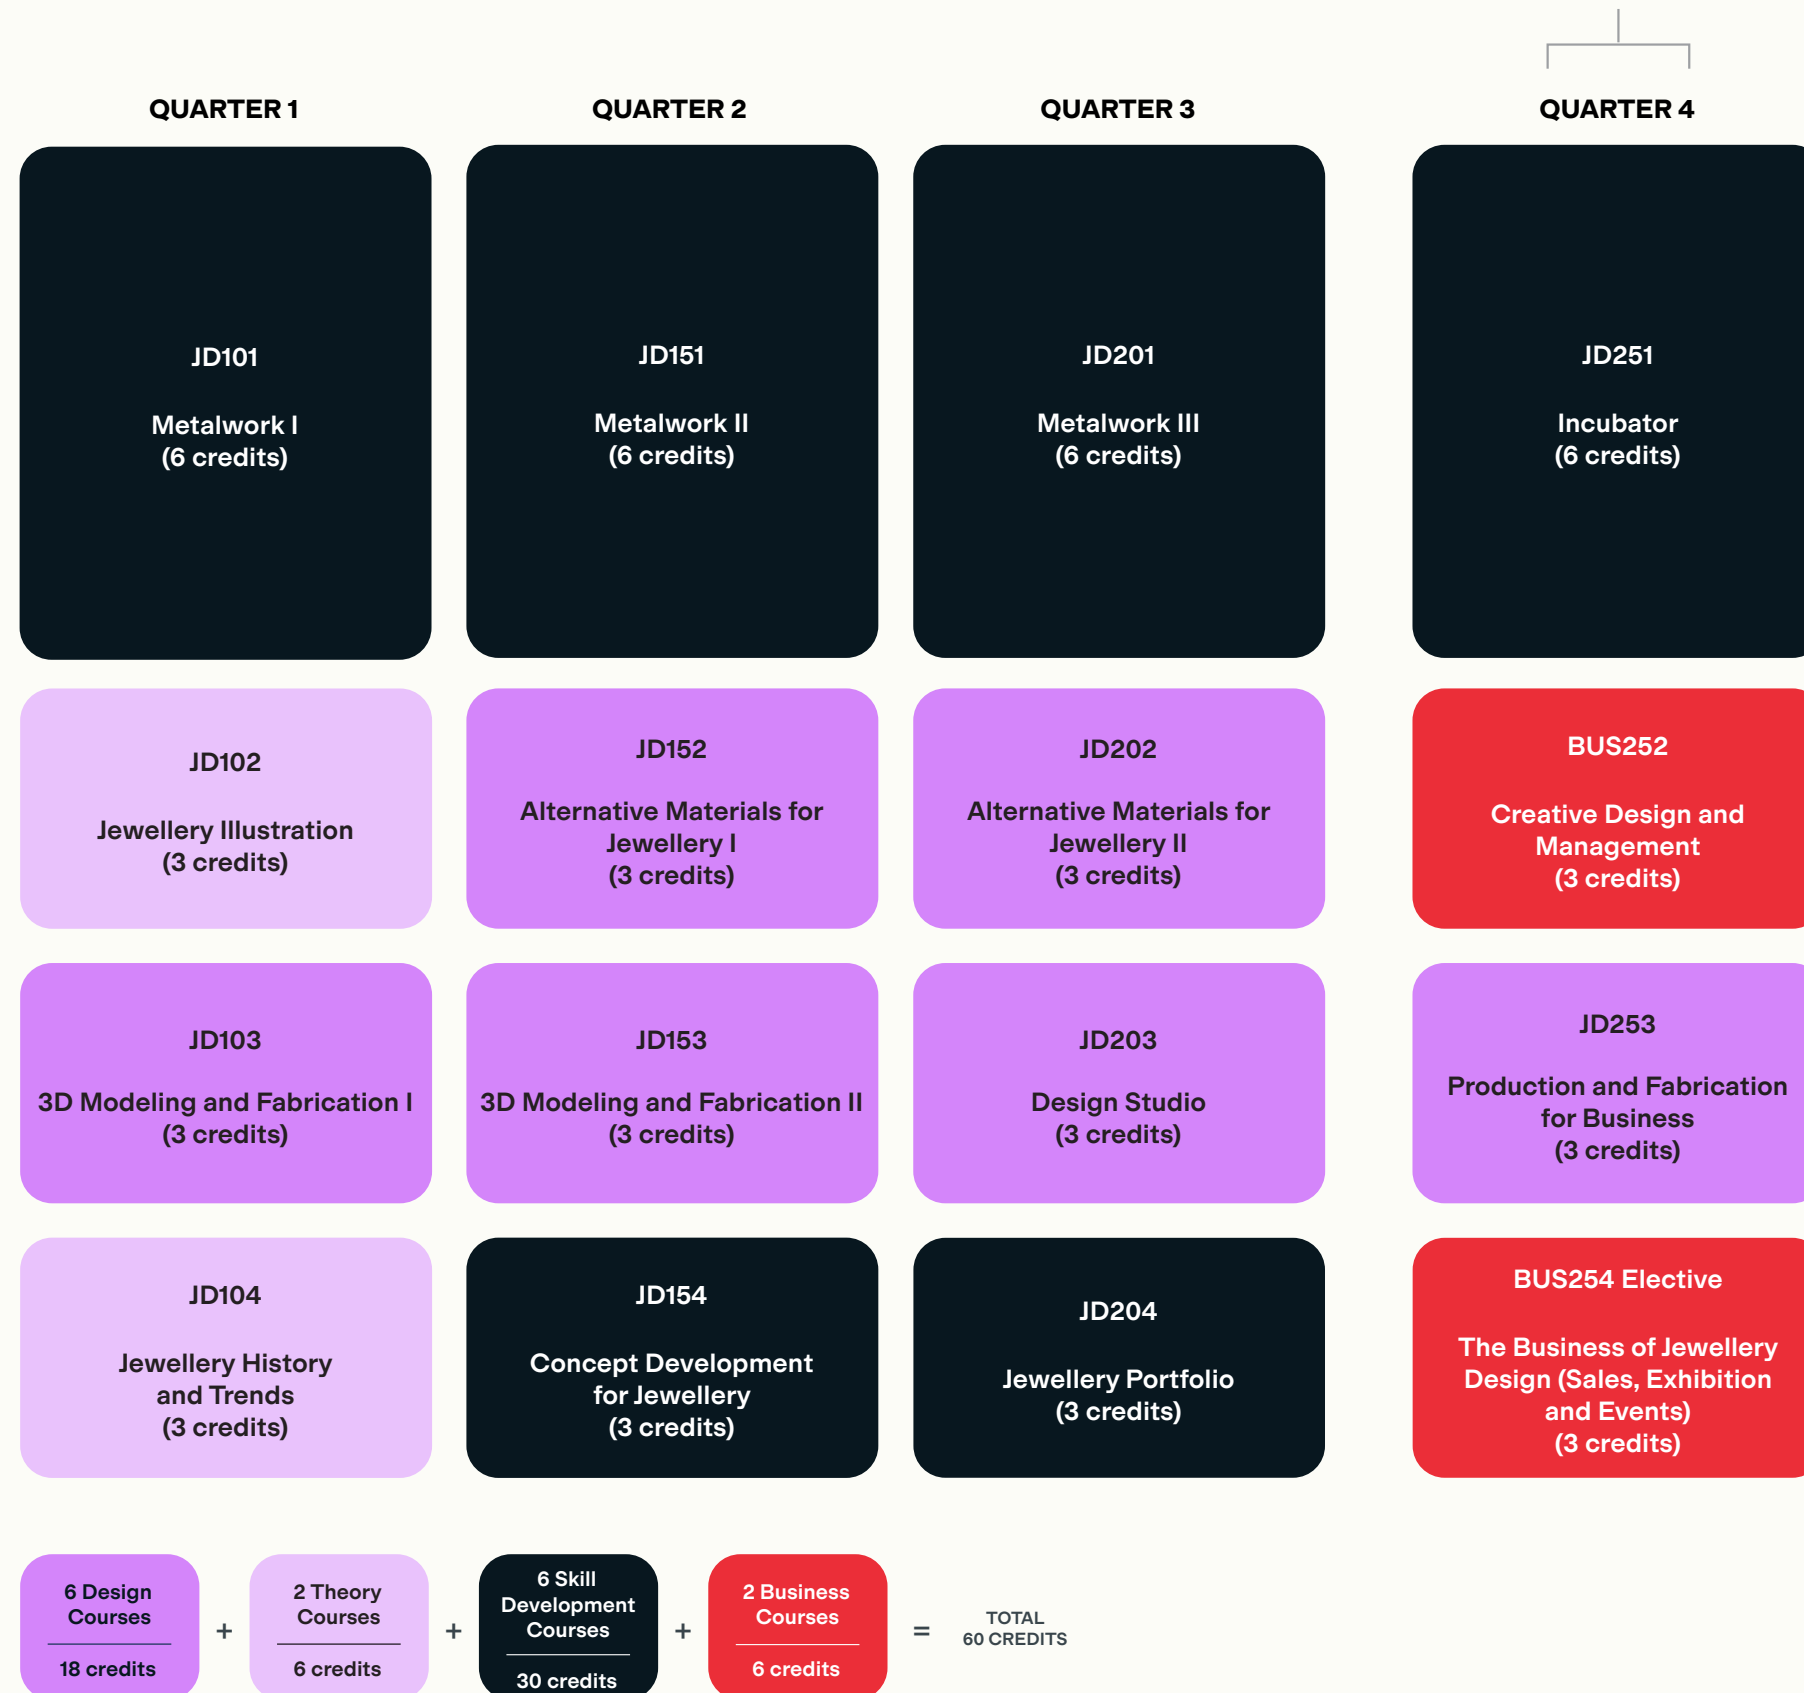 QUARTER 1
QUARTER 2
QUARTER 3
QUARTER 4
JD101
Metalwork I
(6 credits)
JD151
Metalwork II
(6 credits)
JD201
Metalwork III
(6 credits)
JD251
Incubator
(6 credits)
JD102
Jewellery Illustration
(3 credits)
JD152
Alternative Materials for
Jewellery I
(3 credits)
JD202
Alternative Materials for
Jewellery II
(3 credits)
BUS252
Creative Design and
Management
(3 credits)
JD103
3D Modeling and Fabrication I
(3 credits)
JD153
3D Modeling and Fabrication II
(3 credits)
JD203
Design Studio
(3 credits)
JD253
Production and Fabrication
for Business
(3 credits)
JD104
Jewellery History
and Trends
(3 credits)
JD154
Concept Development
for Jewellery
(3 credits)
JD204
Jewellery Portfolio
(3 credits)
BUS254 Elective
The Business of Jewellery
Design (Sales, Exhibition
and Events)
(3 credits)
6 Design
Courses
18 credits
+
2 Theory
Courses
6 credits
+
6 Skill
Development
Courses
30 credits
+
2 Business
Courses
6 credits
=
TOTAL
60 CREDITS